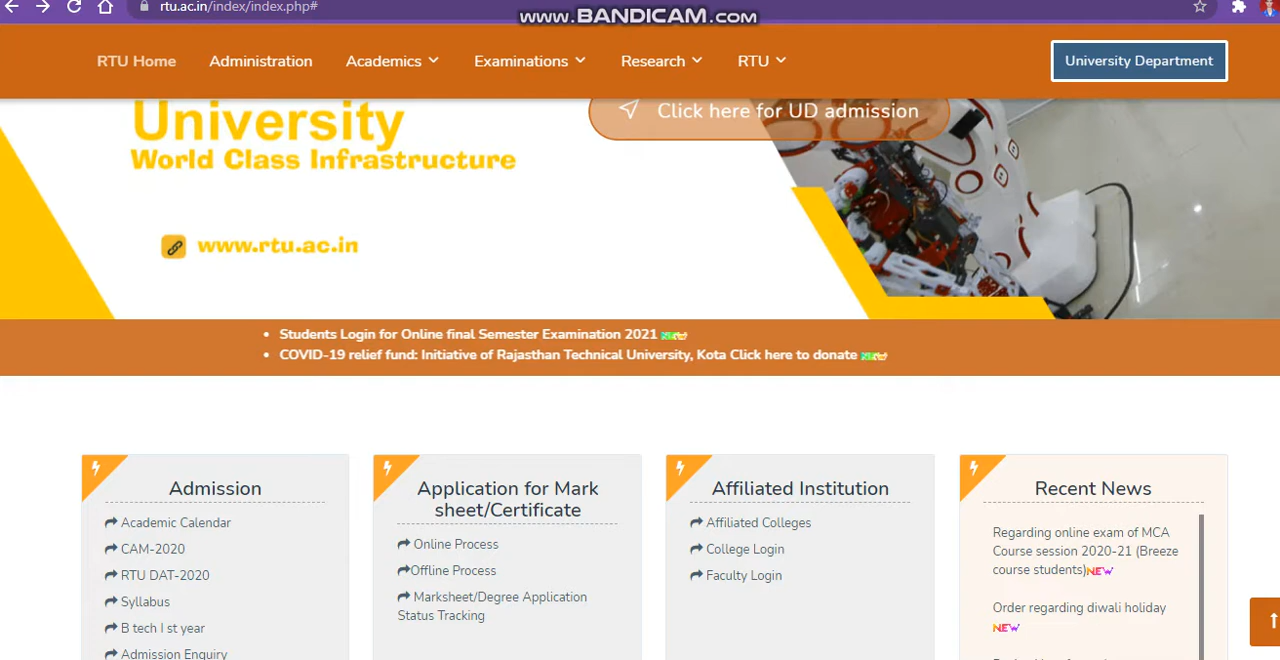 rtu.ac.in/index/index.php#
www.BANDICAM.com
RTU Home
Administration
Academics
Examinations
Research
RTU
University Department
University
World Class Infrastructure
Click here for UD admission
www.rtu.ac.in
Students Login for Online final Semester Examination 2021
COVID-19 relief fund: Initiative of Rajasthan Technical University, Kota Click here to donate
Admission
Academic Calendar
CAM-2020
RTU DAT-2020
Syllabus
B tech I st year
Admission Enquiry
Application for Mark
sheet/Certificate
Online Process
Offline Process
Marksheet/Degree Application
Status Tracking
Affiliated Institution
Affiliated Colleges
College Login
Faculty Login
Recent News
Regarding online exam of MCA
Course session 2020-21 (Breeze
course students)NEW
Order regarding diwali holiday
NEW